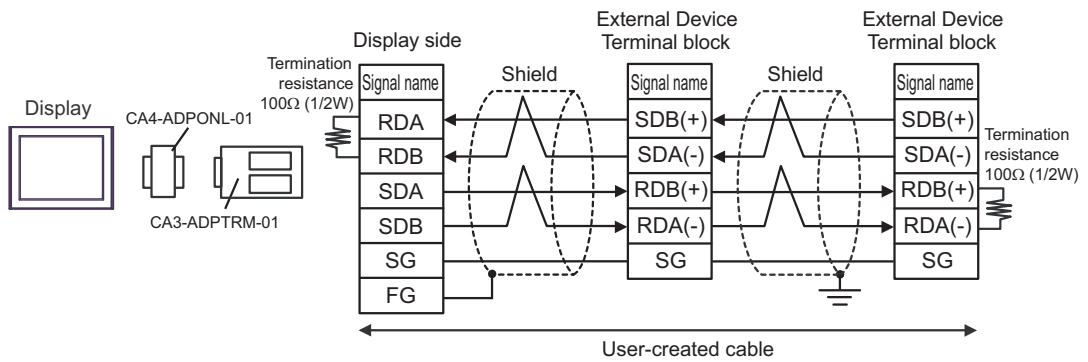 Display
CA4-ADPONL-01
CA3-ADPTRM-01
Termination
resistance
100Ω (1/2W)
Display side
Signal name
RDA
RDB
SDA
SDB
SG
FG
Shield
External Device
Terminal block
Signal name
SDB(+)
SDA(-)
RDB(+)
RDA(-)
SG
Shield
External Device
Terminal block
Signal name
SDB(+)
SDA(-)
RDB(+)
RDA(-)
SG
Termination
resistance
100Ω (1/2W)
User-created cable